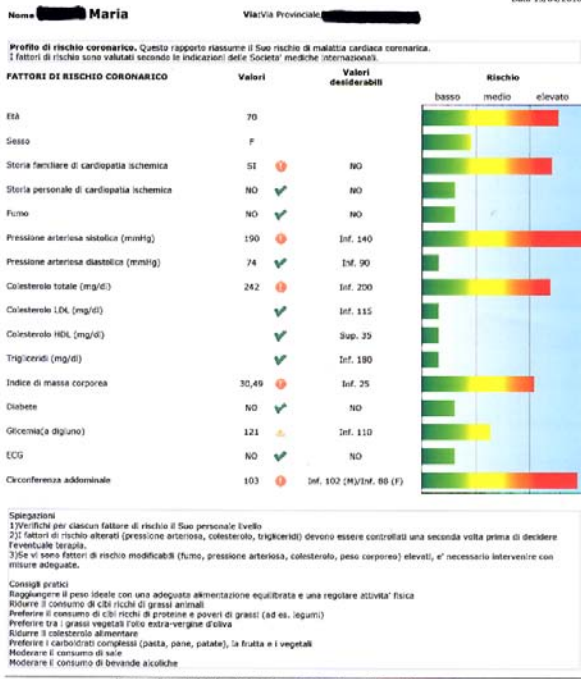 Nome Maria Via:Via Provinciale,
Profilo di rischio coronarico. Questo rapporto riassume il Suo rischio di malattia cardiaca coronarica.
I fattori di rischio sono valutati secondo le indicazioni delle Societa' mediche internazionali.
FATTORI DI RISCHIO CORONARICO Valori Valori desiderabili Rischio
basso medio elevato
Età 70
Sesso F
Storia familiare di cardiopatia ischemica SI NO
Storia personale di cardiopatia ischemica NO NO
Fumo NO NO
Pressione arteriosa sistolica (mmHg) 190 Inf. 140
Pressione arteriosa diastolica (mmHg) 74 Inf. 90
Colesterolo totale (mg/dl) 242 Inf. 200
Colesterolo LDL (mg/dl) Inf. 115
Colesterolo HDL (mg/dl) Sup. 35
Trigliceridi (mg/dl) Inf. 180
Indice di massa corporea 30,49 Inf. 25
Diabete NO NO
Glicemia(a digiuno) 121 Inf. 110
ECG NO NO
Circonferenza addominale 103 Inf. 102 (M)/Inf. 88 (F)
Spiegazioni
1)Verifichi per ciascun fattore di rischio il Suo personale livello
2)I fattori di rischio alterati (pressione arteriosa, colesterolo, trigliceridi) devono essere controllati una seconda volta prima di decidere
l'eventuale terapia.
3)Se vi sono fattori di rischio modificabili (fumo, pressione arteriosa, colesterolo, peso corporeo) elevati, e' necessario intervenire con
misure adeguate.
Consigli pratici
Raggiungere il peso ideale con una adeguata alimentazione equilibrata e una regolare attivita' fisica
Ridurre il consumo di cibi ricchi di grassi animali
Preferire il consumo di cibi ricchi di proteine e poveri di grassi (ad es. legumi)
Preferire tra i grassi vegetali l'olio extra-vergine d'oliva
Ridurre il colesterolo alimentare
Preferire i carboidrati complessi (pasta, pane, patate), la frutta e i vegetali
Moderare il consumo di sale
Moderare il consumo di bevande alcoliche